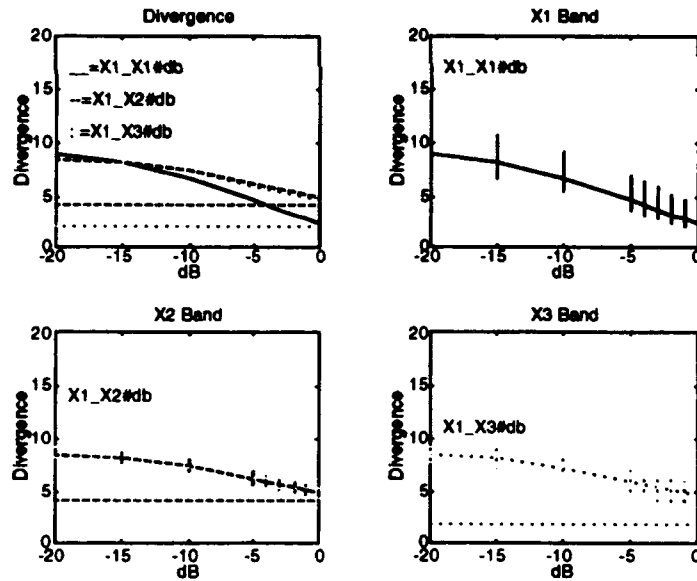 Divergence
20
15
10
5
0
Divergence
__=X1_X1#db
--=X1_X2#db
: =X1_X3#db
-20 -15 -10 -5 0
dB
X1 Band
20
15
10
5
0
Divergence
X1_X1#db
-20 -15 -10 -5 0
dB
X2 Band
20
15
10
5
0
Divergence
X1_X2#db
-20 -15 -10 -5 0
dB
X3 Band
20
15
10
5
0
Divergence
X1_X3#db
-20 -15 -10 -5 0
dB